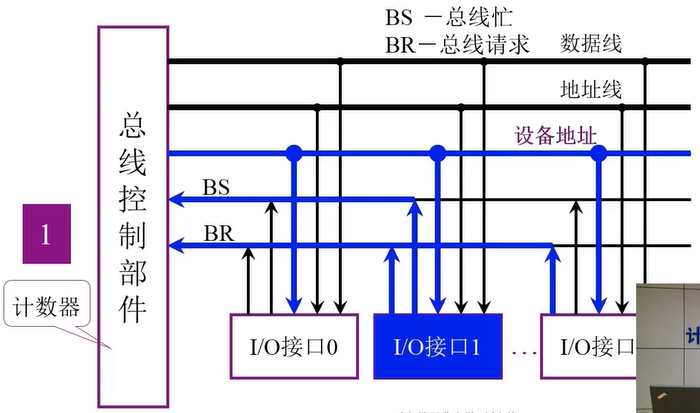 BS －总线忙
BR－总线请求
数据线
地址线
设备地址
BS
BR
总线控制部件
1
计数器
I/O接口0
I/O接口1
…
I/O接口
计